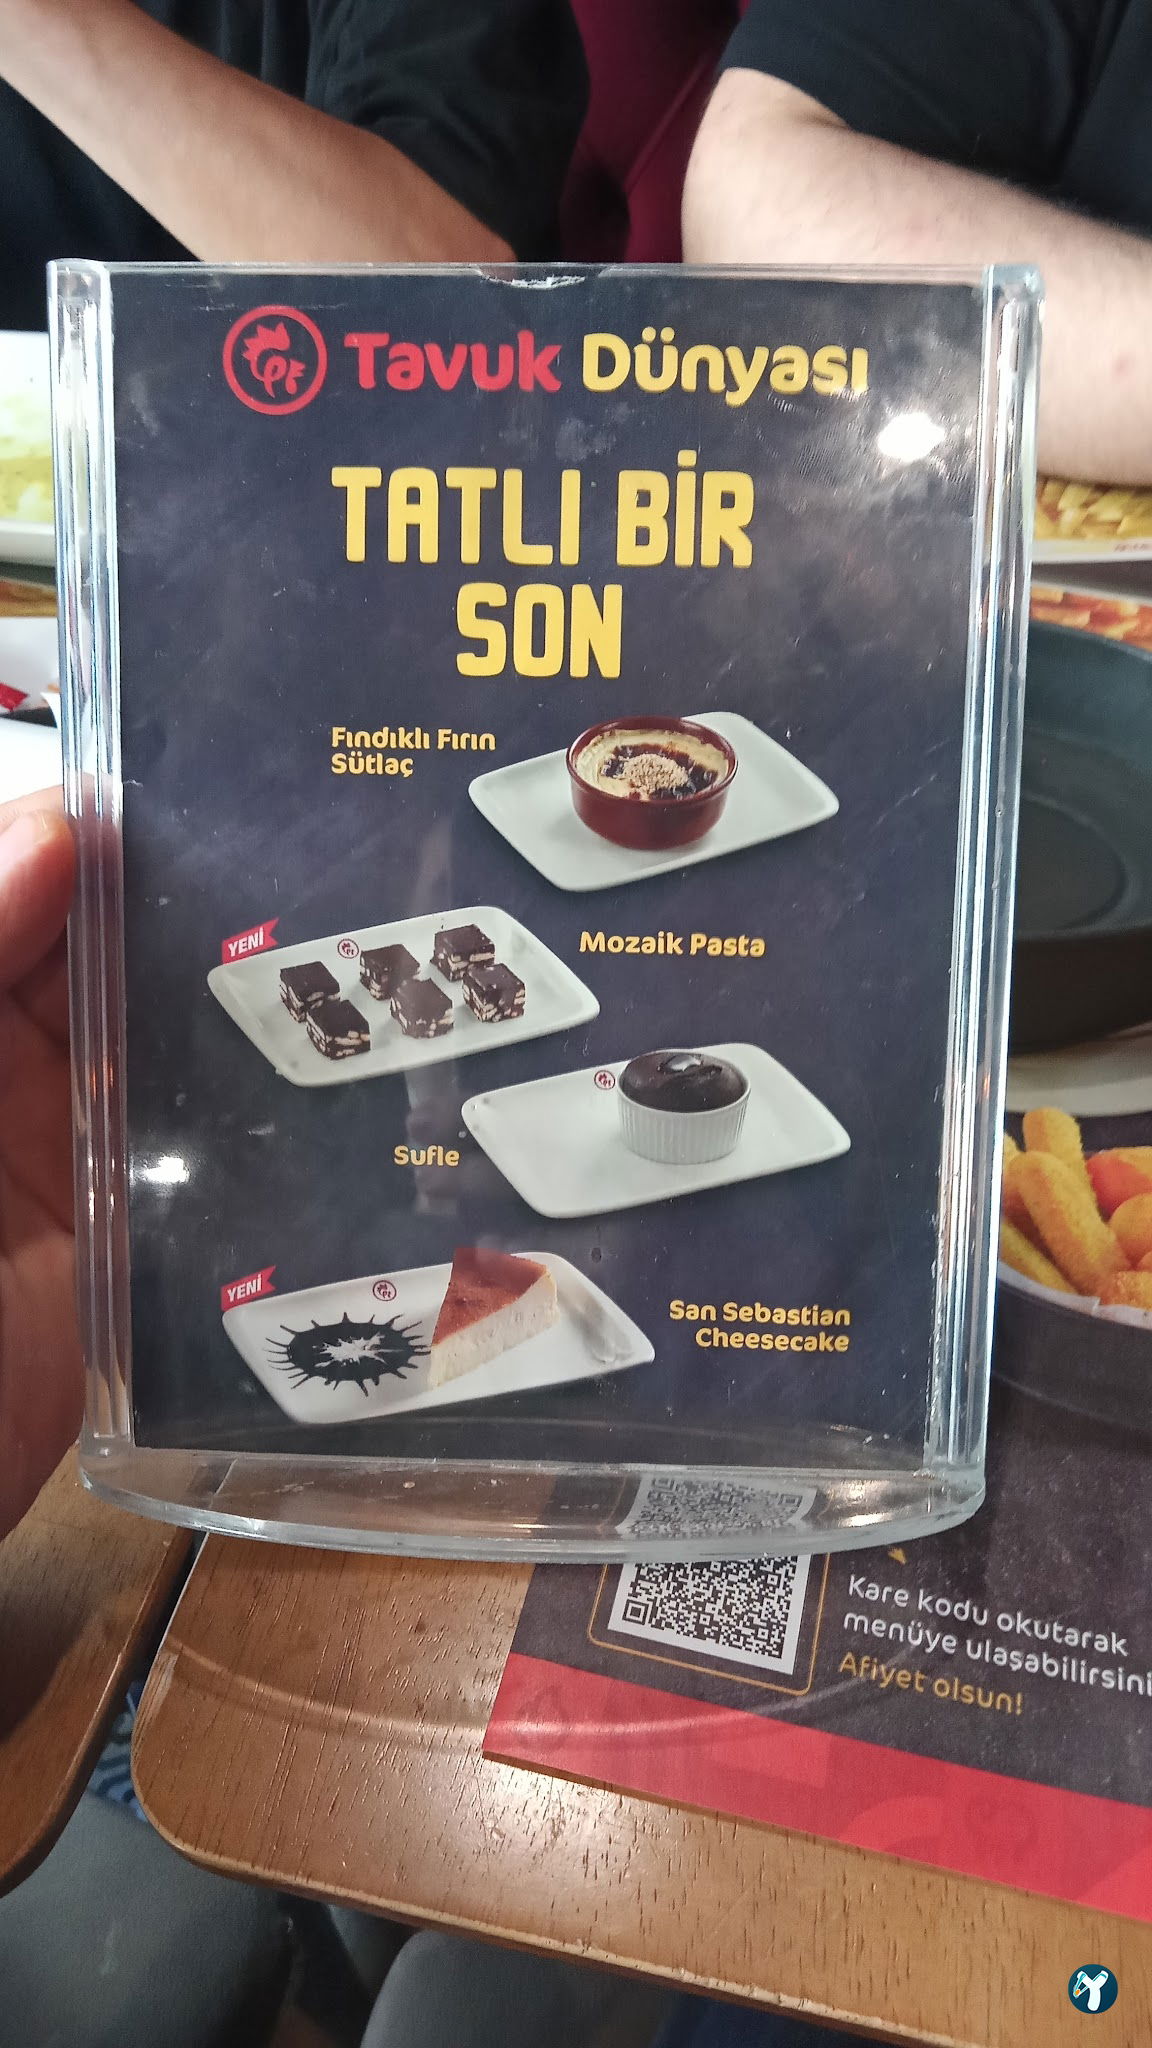 Tavuk Dünyası
TATLI BİR
SON
Fındıklı Fırın
Sütlaç
YENİ
Mozaik Pasta
Sufle
YENİ
San Sebastian
Cheesecake
Kare kodu okutarak
menüye ulaşabilirsini
Afiyet olsun!